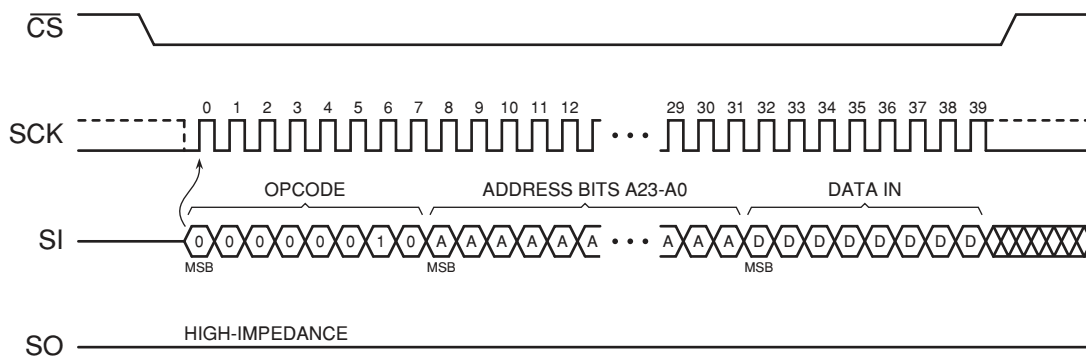 CS
0 1 2 3 4 5 6 7 8 9 10 11 12 29 30 31 32 33 34 35 36 37 38 39
SCK
OPCODE ADDRESS BITS A23-A0 DATA IN
SI 0 0 0 0 0 0 1 0 A A A A A A A A A D D D D D D D D
MSB MSB MSB
HIGH-IMPEDANCE
SO